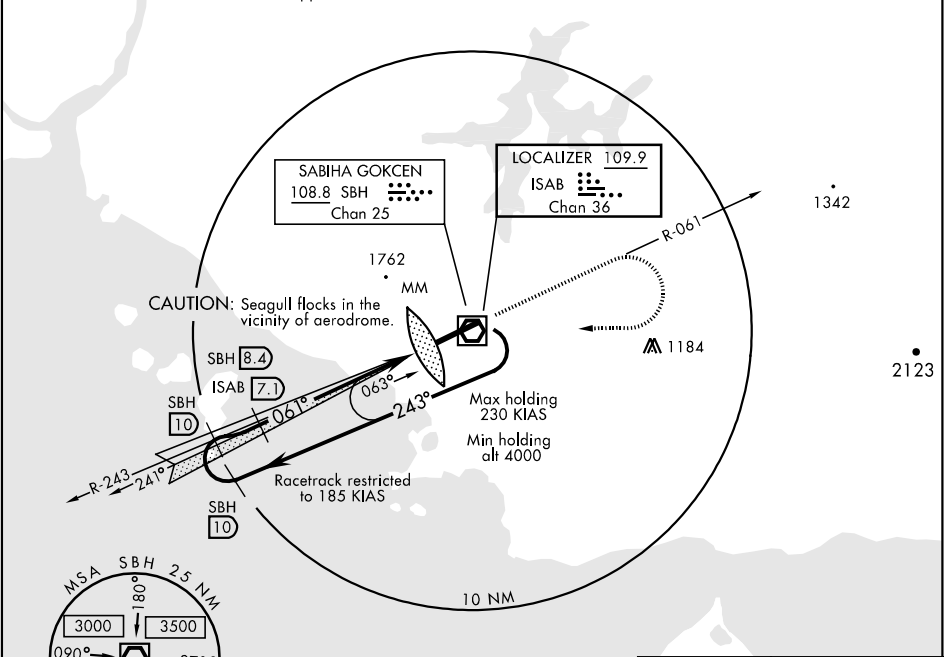 SABIHA GOKCEN
108.8 SBH
Chan 25
LOCALIZER 109.9
ISAB
Chan 36
1342
R-061
1762
MM
CAUTION: Seagull flocks in the
vicinity of aerodrome.
1184
2123
SBH 8.4
ISAB 7.1
SBH
10
061°
063°
243°
Max holding
230 KIAS
Min holding
alt 4000
R-243
241°
Racetrack restricted
to 185 KIAS
SBH
10
10 NM
MSA SBH 25 NM
180°
3000
3500
090°